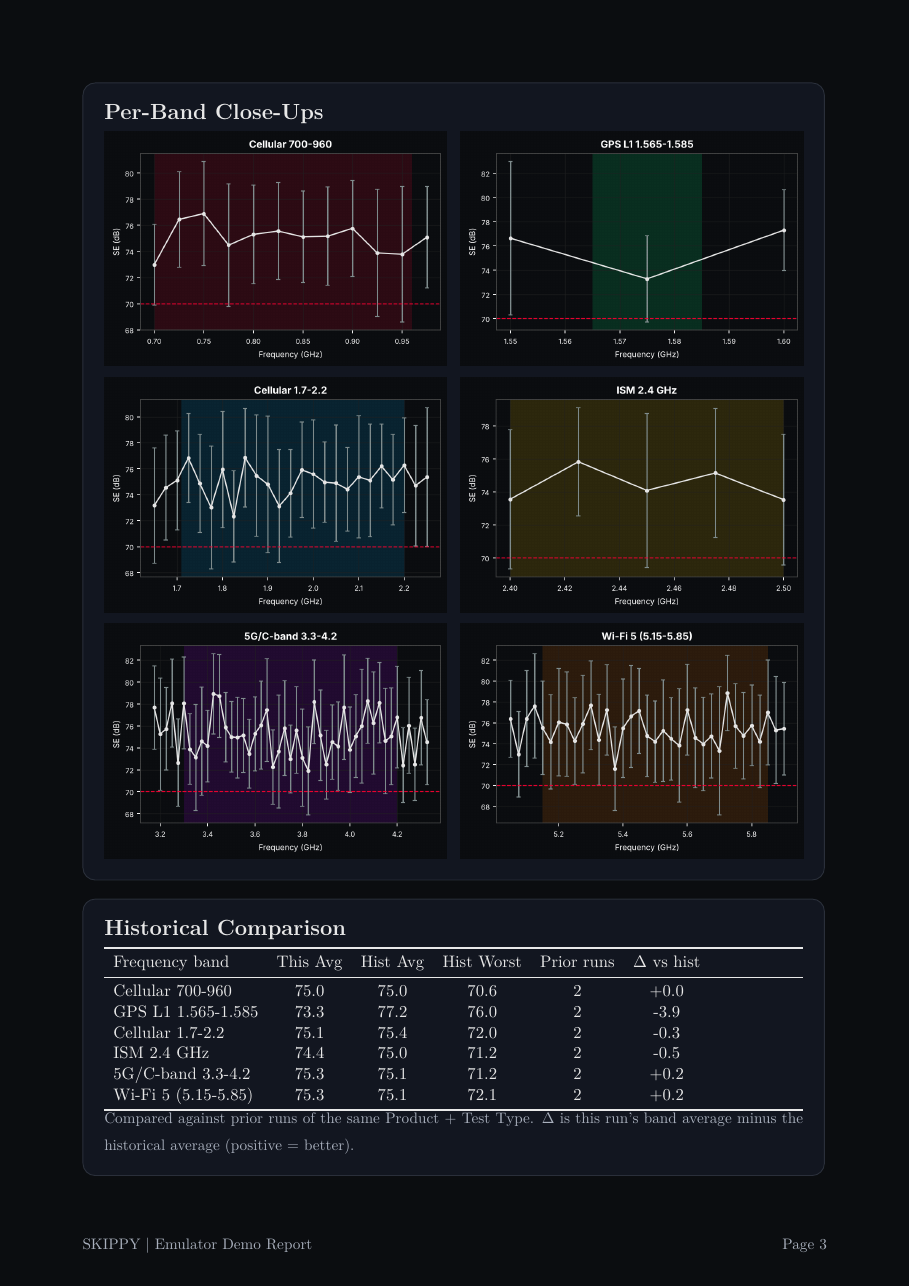 Per-Band Close-Ups
Cellular 700-960
80
78
76
74
72
70
68
SE (dB)
0.70 0.75 0.80 0.85 0.90 0.95
Frequency (GHz)
GPS L1 1.565-1.585
82
80
78
76
74
72
70
SE (dB)
1.55 1.56 1.57 1.58 1.59 1.60
Frequency (GHz)
Cellular 1.7-2.2
80
78
76
74
72
70
68
SE (dB)
1.7 1.8 1.9 2.0 2.1 2.2
Frequency (GHz)
ISM 2.4 GHz
78
76
74
72
70
SE (dB)
2.40 2.42 2.44 2.46 2.48 2.50
Frequency (GHz)
5G/C-band 3.3-4.2
82
80
78
76
74
72
70
68
SE (dB)
3.2 3.4 3.6 3.8 4.0 4.2
Frequency (GHz)
Wi-Fi 5 (5.15-5.85)
82
80
78
76
74
72
70
68
SE (dB)
5.2 5.4 5.6 5.8
Frequency (GHz)
Historical Comparison
Frequency band This Avg Hist Avg Hist Worst Prior runs Δ vs hist
Cellular 700-960 75.0 75.0 70.6 2 +0.0
GPS L1 1.565-1.585 73.3 77.2 76.0 2 -3.9
Cellular 1.7-2.2 75.1 75.4 72.0 2 -0.3
ISM 2.4 GHz 74.4 75.0 71.2 2 -0.5
5G/C-band 3.3-4.2 75.3 75.1 71.2 2 +0.2
Wi-Fi 5 (5.15-5.85) 75.3 75.1 72.1 2 +0.2
Compared against prior runs of the same Product + Test Type. Δ is this run's band average minus the
historical average (positive = better).
SKIPPY | Emulator Demo Report
Page 3